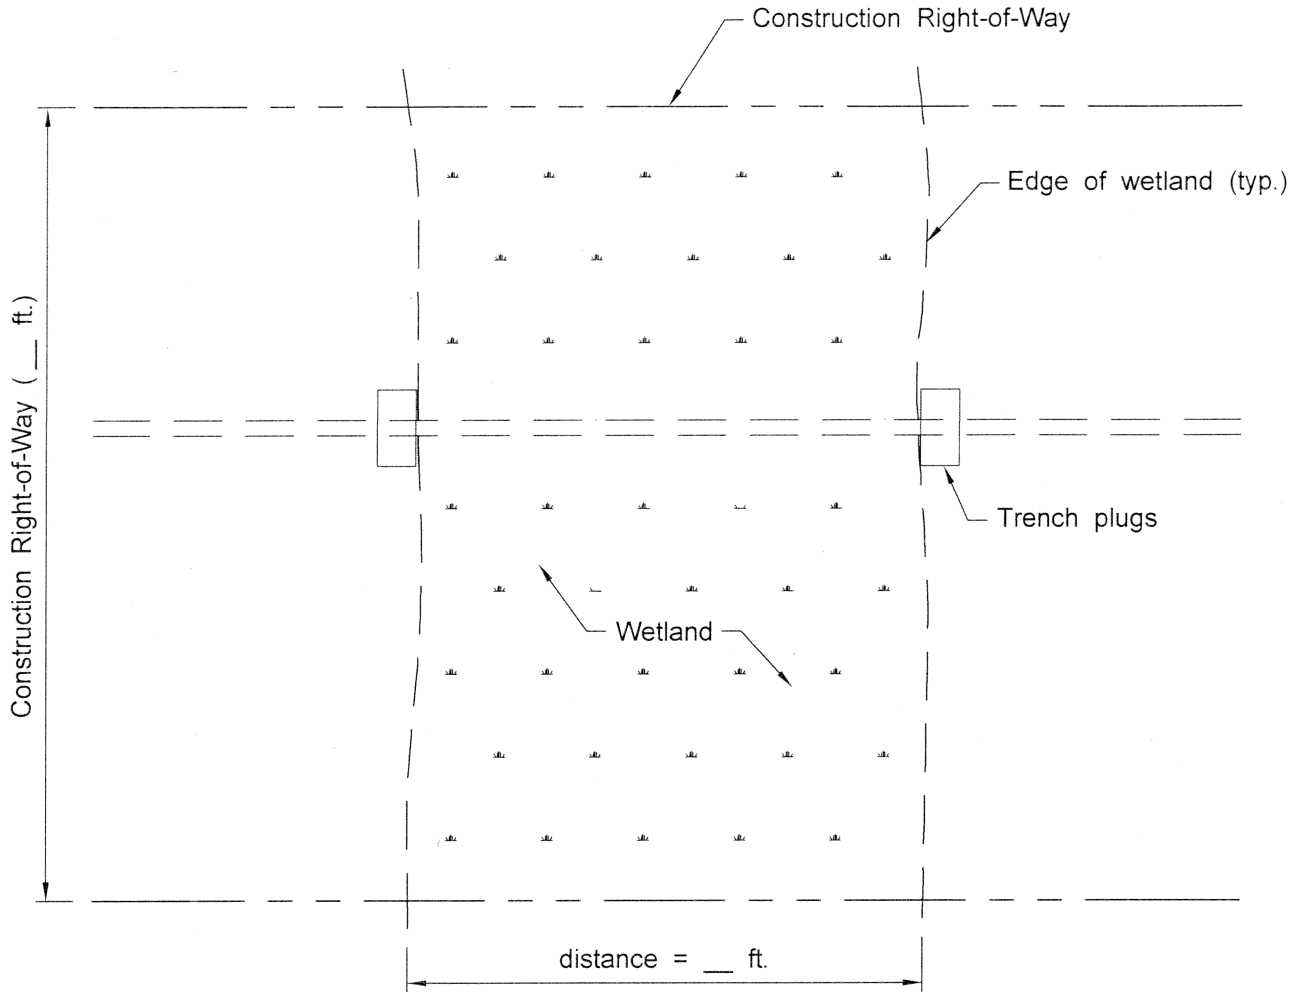 Construction Right-of-Way
Edge of wetland (typ.)
Construction Right-of-Way ( __ ft.)
Trench plugs
Wetland
distance = __ ft.